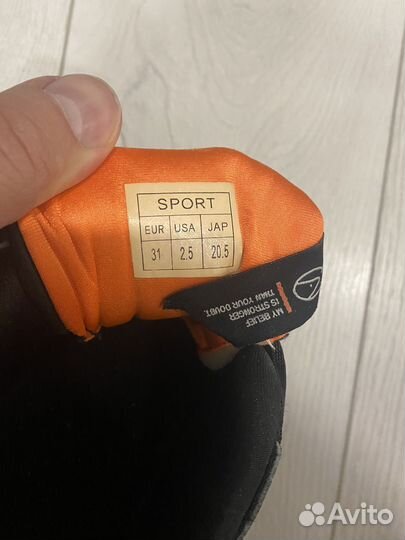 SPORT
EUR USA JAP
31 2.5 20.5
MY BELIEF
IS STRONGER
THAN YOUR DOUBT.
Avito